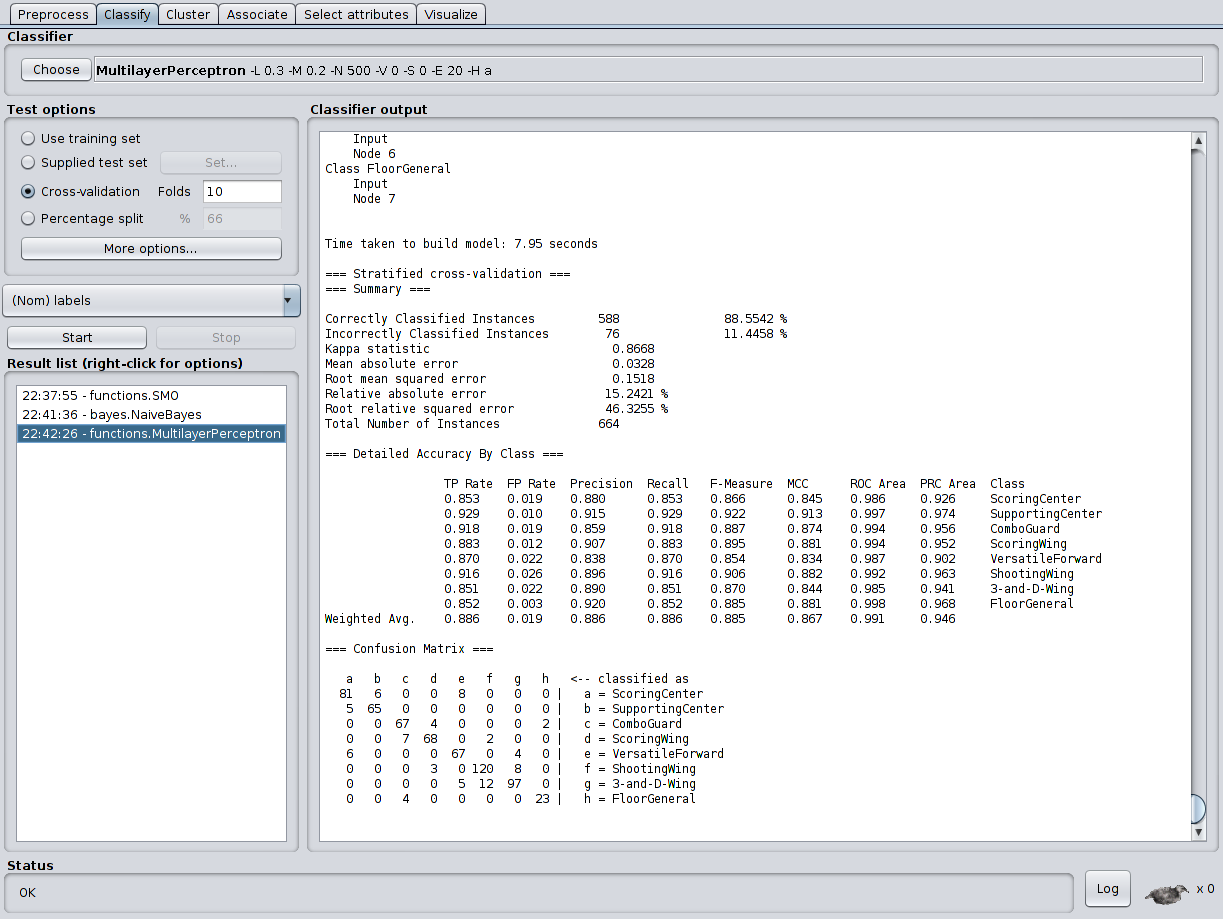 Preprocess Classify Cluster Associate Select attributes Visualize
Classifier
Choose MultilayerPerceptron -L 0.3 -M 0.2 -N 500 -V 0 -S 0 -E 20 -H a
Test options
Use training set
Supplied test set Set...
Cross-validation Folds 10
Percentage split % 66
More options...
(Nom) labels
Start Stop
Result list (right-click for options)
22:37:55 - functions.SMO
22:41:36 - bayes.NaiveBayes
22:42:26 - functions.MultilayerPerceptron
Classifier output
Input
Node 6
Class FloorGeneral
Input
Node 7
Time taken to build model: 7.95 seconds
=== Stratified cross-validation ===
=== Summary ===
Correctly Classified Instances 588 88.5542 %
Incorrectly Classified Instances 76 11.4458 %
Kappa statistic 0.8668
Mean absolute error 0.0328
Root mean squared error 0.1518
Relative absolute error 15.2421 %
Root relative squared error 46.3255 %
Total Number of Instances 664
=== Detailed Accuracy By Class ===
TP Rate FP Rate Precision Recall F-Measure MCC ROC Area PRC Area Class
0.853 0.019 0.880 0.853 0.866 0.845 0.986 0.926 ScoringCenter
0.929 0.010 0.915 0.929 0.922 0.913 0.997 0.974 SupportingCenter
0.918 0.019 0.859 0.918 0.887 0.874 0.994 0.956 ComboGuard
0.883 0.012 0.907 0.883 0.895 0.881 0.994 0.952 ScoringWing
0.870 0.022 0.838 0.870 0.854 0.834 0.987 0.902 VersatileForward
0.916 0.026 0.896 0.916 0.906 0.882 0.992 0.963 ShootingWing
0.851 0.022 0.890 0.851 0.870 0.844 0.985 0.941 3-and-D-Wing
0.852 0.003 0.920 0.852 0.885 0.881 0.998 0.968 FloorGeneral
Weighted Avg. 0.886 0.019 0.886 0.886 0.885 0.867 0.991 0.946
=== Confusion Matrix ===
a b c d e f g h <-- classified as
81 6 0 0 8 0 0 0 | a = ScoringCenter
5 65 0 0 0 0 0 0 | b = SupportingCenter
0 0 67 4 0 0 0 2 | c = ComboGuard
0 0 7 68 0 2 0 0 | d = ScoringWing
6 0 0 0 67 0 4 0 | e = VersatileForward
0 0 0 3 0 120 8 0 | f = ShootingWing
0 0 0 0 5 12 97 0 | g = 3-and-D-Wing
0 0 4 0 0 0 0 23 | h = FloorGeneral
Status
OK
Log x 0